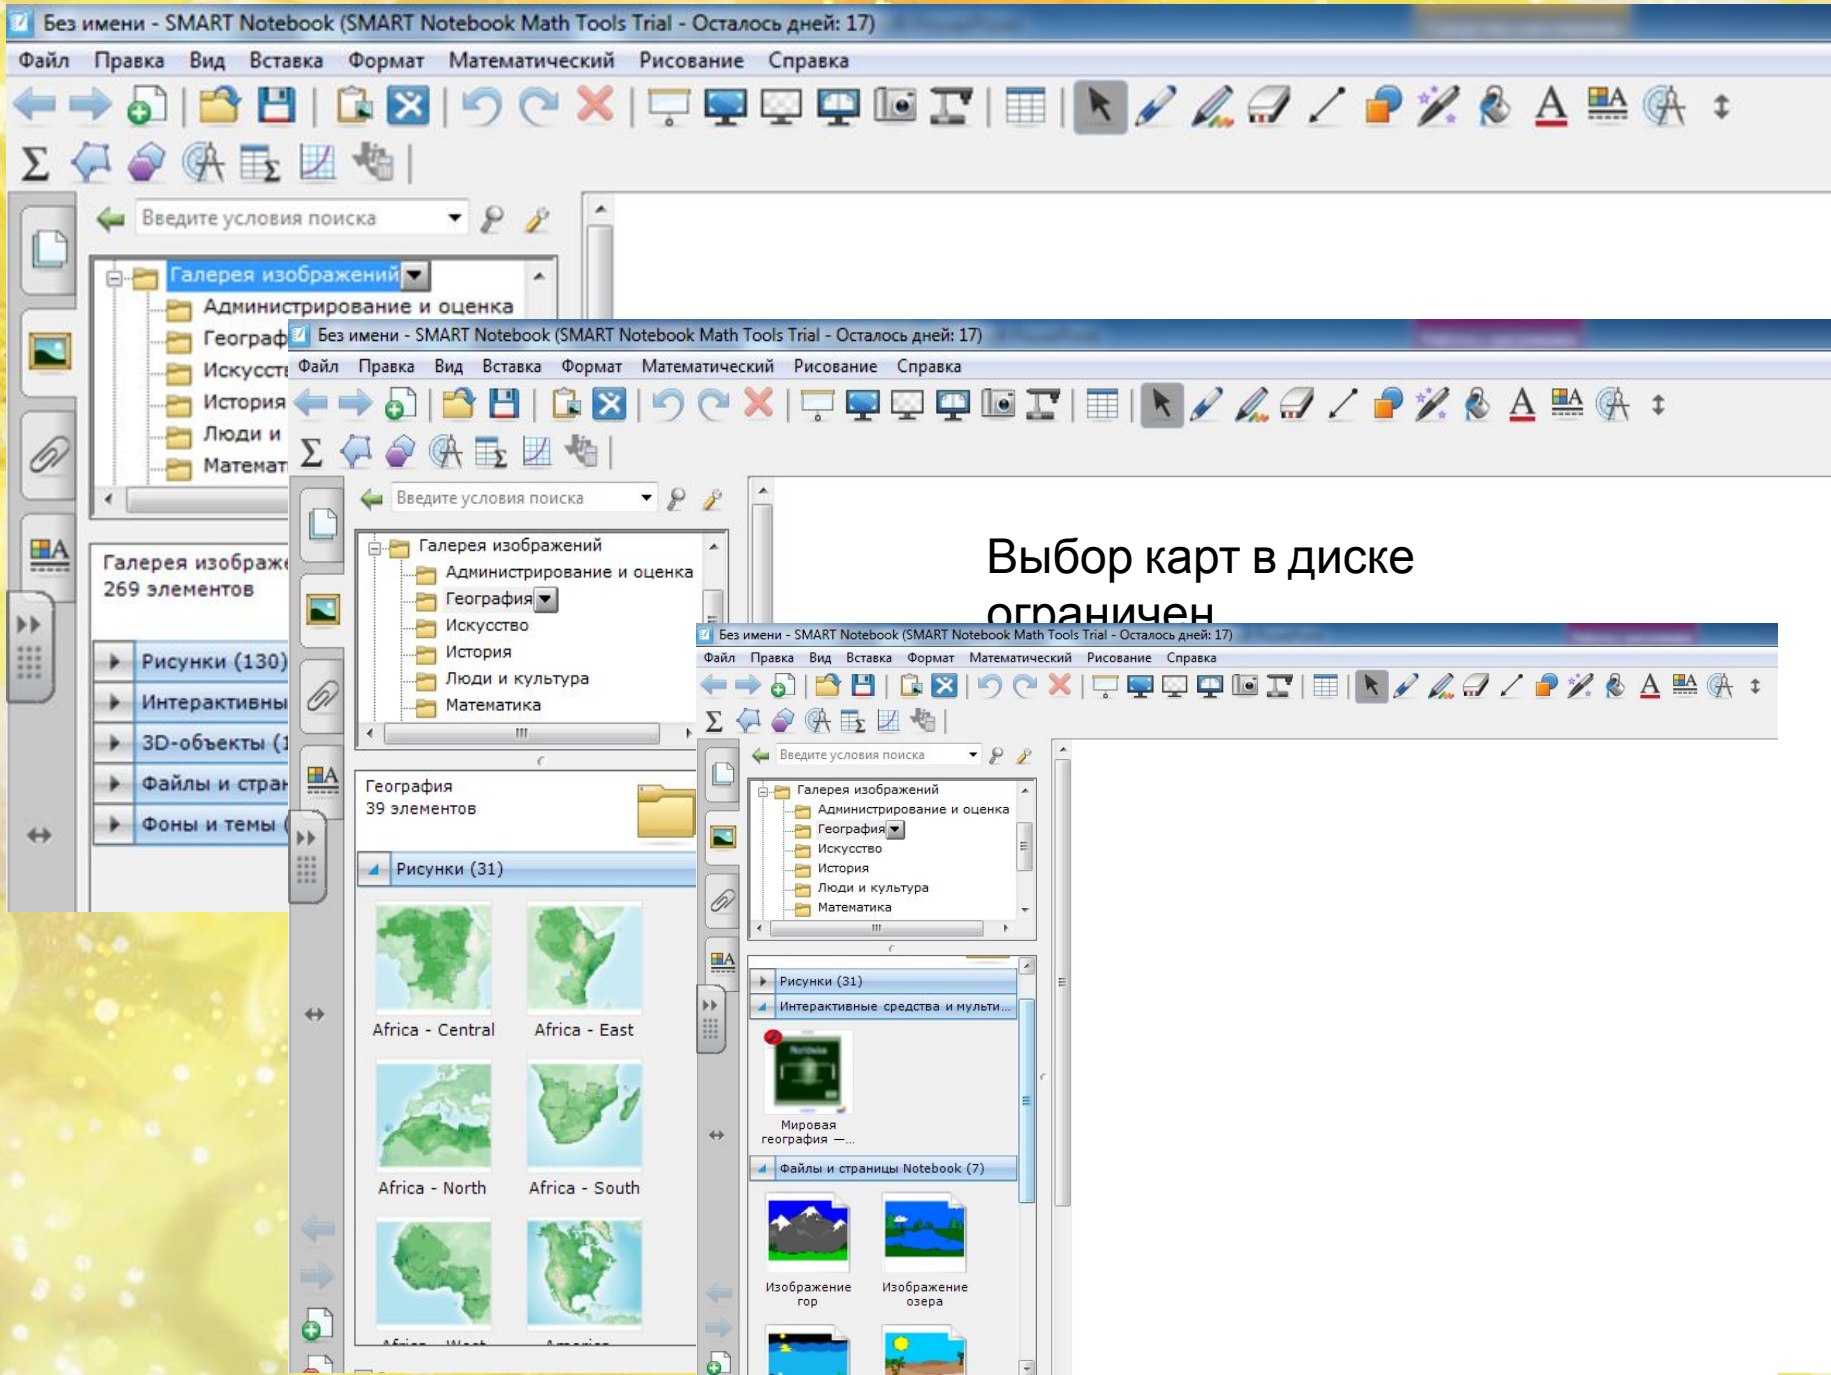 Без имени - SMART Notebook (SMART Notebook Math Tools Trial - Осталось дней: 17)
Файл Правка Вид Вставка Формат Математический Рисование Справка
Введите условия поиска
Галерея изображений
Администрирование и оценка
Географ
Искусст
История
Люди и
Математ
Галерея изображе
269 элементов
Рисунки (130)
Интерактивны
3D-объекты (1
Файлы и стран
Фоны и темы (
Без имени - SMART Notebook (SMART Notebook Math Tools Trial - Осталось дней: 17)
Файл Правка Вид Вставка Формат Математический Рисование Справка
Введите условия поиска
Галерея изображений
Администрирование и оценка
География
Искусство
История
Люди и культура
Математика
География
39 элементов
Рисунки (31)
Africa - Central Africa - East
Africa - North Africa - South
Africa - West America
Выбор карт в диске
ограничен
Без имени - SMART Notebook (SMART Notebook Math Tools Trial - Осталось дней: 17)
Файл Правка Вид Вставка Формат Математический Рисование Справка
Введите условия поиска
Галерея изображений
Администрирование и оценка
География
Искусство
История
Люди и культура
Математика
Рисунки (31)
Интерактивные средства и мульти...
Мировая
география —...
Файлы и страницы Notebook (7)
Изображение гор
Изображение озера